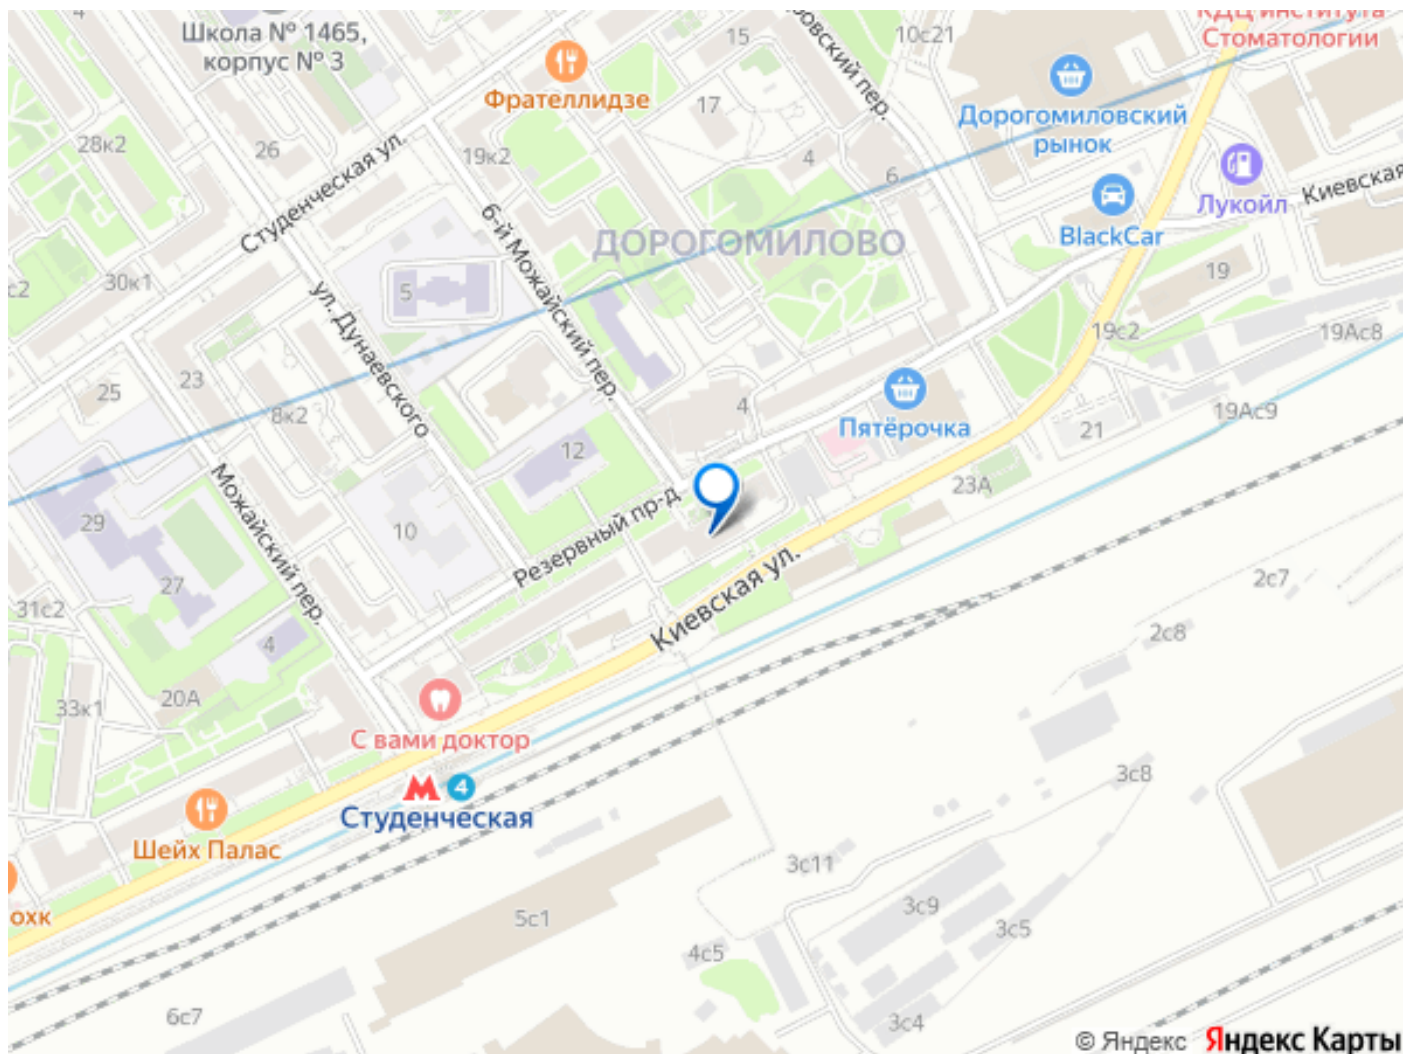 Школа № 1465,
корпус № 3
15
10с21
КДЦ института
Стоматологии
Фрателлидзе
17
Дорогомиловский
рынок
28к2
26
Студенческая ул.
19к2
4
6
Лукойл
Киевская
BlackCar
6-й Можайский пер.
ДОРОГОМИЛОВО
30к1
5
19
ул. Дунаевского
19с2
19Ас8
23
25
8к2
4
Пятёрочка
19Ас9
21
12
Можайский пер.
29
10
Резервный пр-д
23А
27
Киевская ул.
31с2
2с7
4
2с8
20А
33к1
С вами доктор
4
Студенческая
3с8
Шейх Палас
3с11
5с1
3с9
3с5
4с5
6с7
3с4
© Яндекс Яндекс Карты